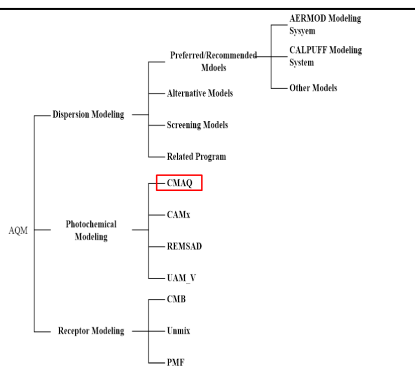 AERMOD Modeling
Sysyem
Preferred/Recommended
Mdoels
CALPUFF Modeling
System
Other Models
Alternative Models
Dispersion Modeling
Screening Models
Related Program
CMAQ
CAMx
Photochemical
Modeling
AQM
REMSAD
UAM_V
CMB
Receptor Modeling
Unmix
PMF